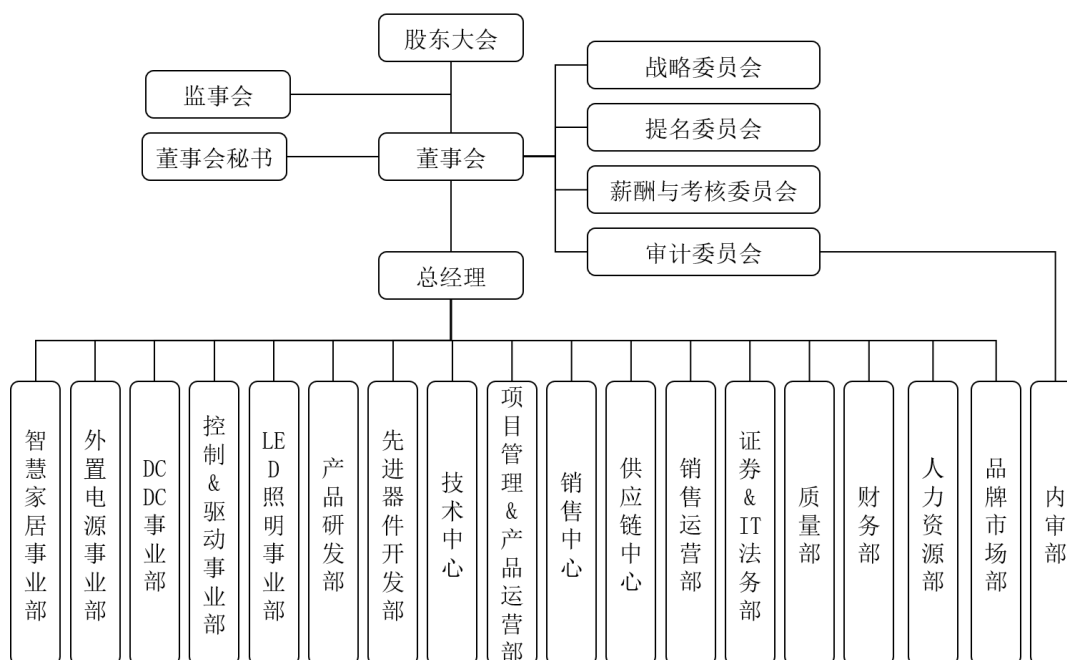 股东大会
战略委员会
监事会
提名委员会
董事会秘书
董事会
薪酬与考核委员会
审计委员会
总经理
智慧家居事业部
外置电源事业部
DCDC事业部
控制&驱动事业部
LED照明事业部
产品研发部
先进器件开发部
技术中心
项目管理&产品运营部
销售中心
供应链中心
销售运营部
证券&IT法务部
质量部
财务部
人力资源部
品牌市场部
内审部